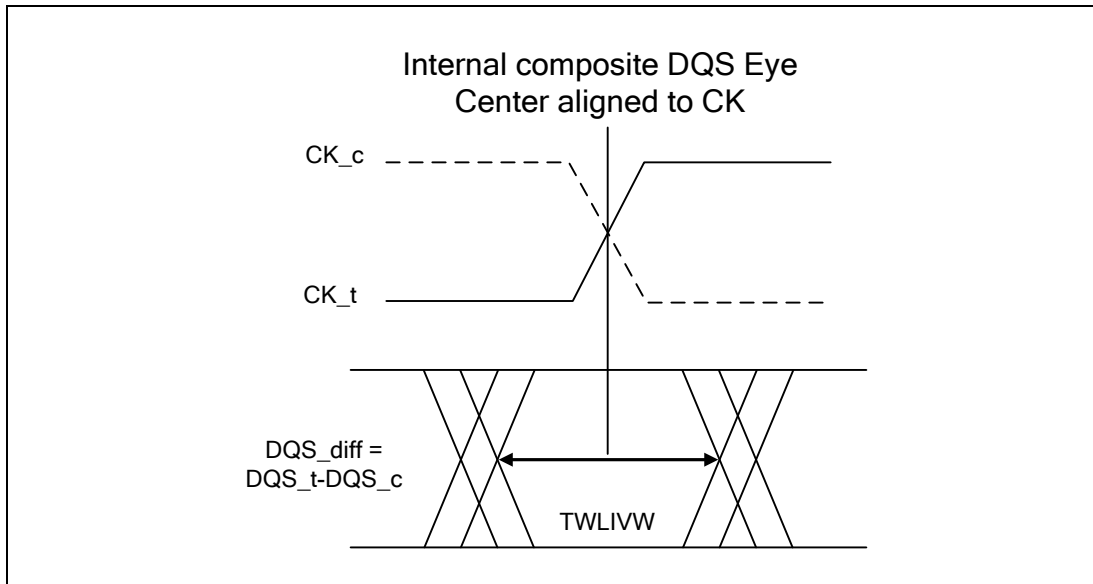 Internal composite DQS Eye
Center aligned to CK
CK_c
CK_t
DQS_diff =
DQS_t-DQS_c
TWLIVW